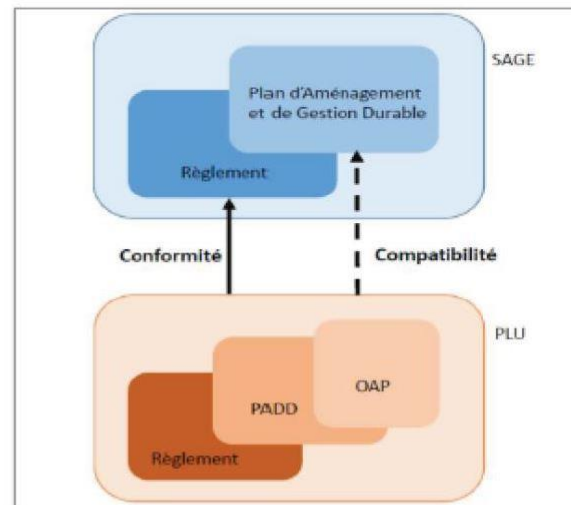 SAGE
Plan d'Aménagement
et de Gestion Durable
Règlement
Conformité
Compatibilité
PLU
OAP
PADD
Règlement